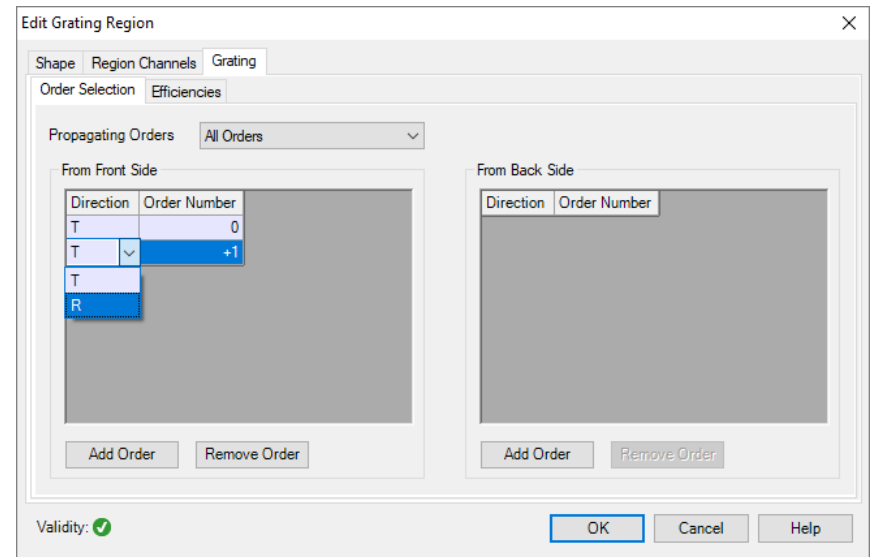 Edit Grating Region
Shape Region Channels Grating
Order Selection Efficiencies
Propagating Orders All Orders
From Front Side
Direction Order Number
T 0
T +1
T
R
Add Order Remove Order
From Back Side
Direction Order Number
Add Order Remove Order
Validity:
OK Cancel Help